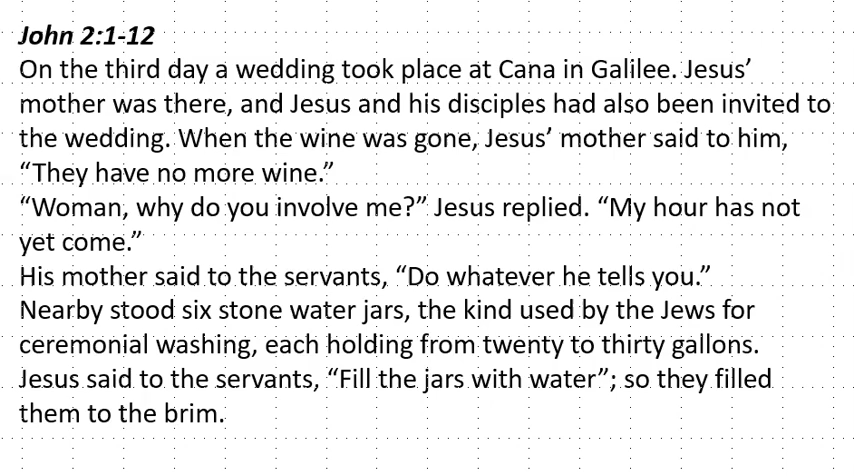 John 2:1-12
On the third day a wedding took place at Cana in Galilee. Jesus’
mother was there, and Jesus and his disciples had also been invited to
the wedding. When the wine was gone, Jesus’ mother said to him,
“They have no more wine.”
“Woman, why do you involve me?” Jesus replied. “My hour has not
yet come.”
His mother said to the servants, “Do whatever he tells you.”
Nearby stood six stone water jars, the kind used by the Jews for
ceremonial washing, each holding from twenty to thirty gallons.
Jesus said to the servants, “Fill the jars with water”; so they filled
them to the brim.